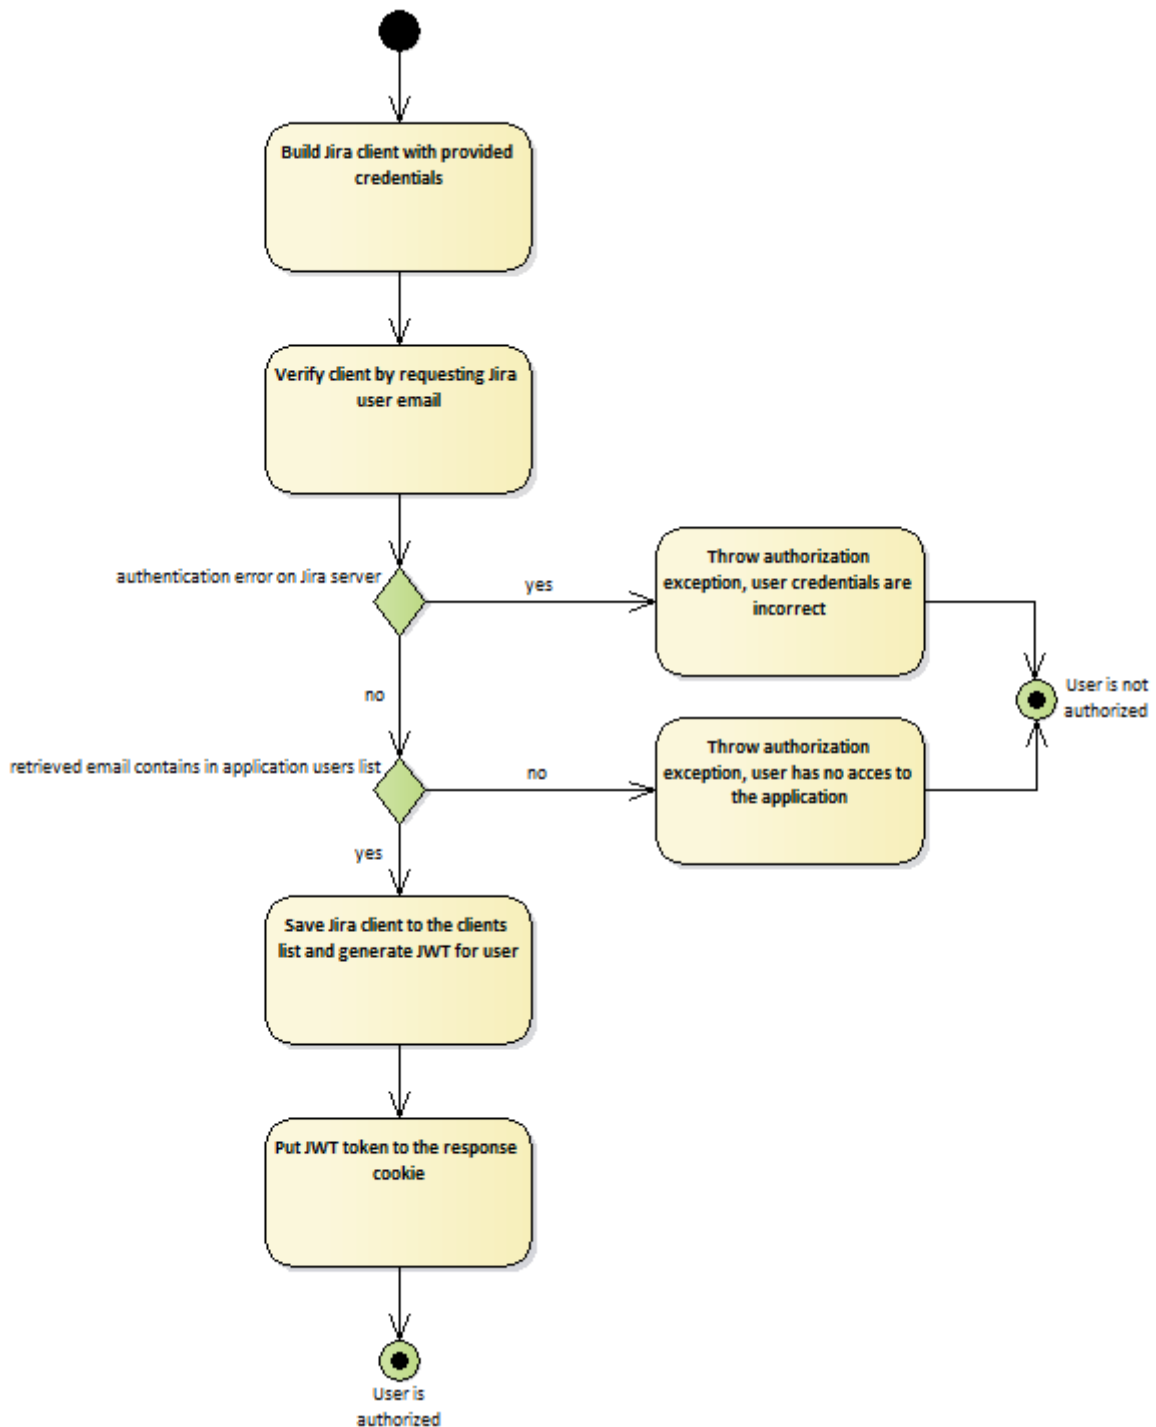 Build Jira client with provided
credentials
Verify client by requesting Jira
user email
authentication error on Jira server
yes
Throw authorization
exception, user credentials are
incorrect
no
User is not
authorized
retrieved email contains in application users list
no
Throw authorization
exception, user has no acces to
the application
yes
Save Jira client to the clients
list and generate JWT for user
Put JWT token to the response
cookie
User is
authorized